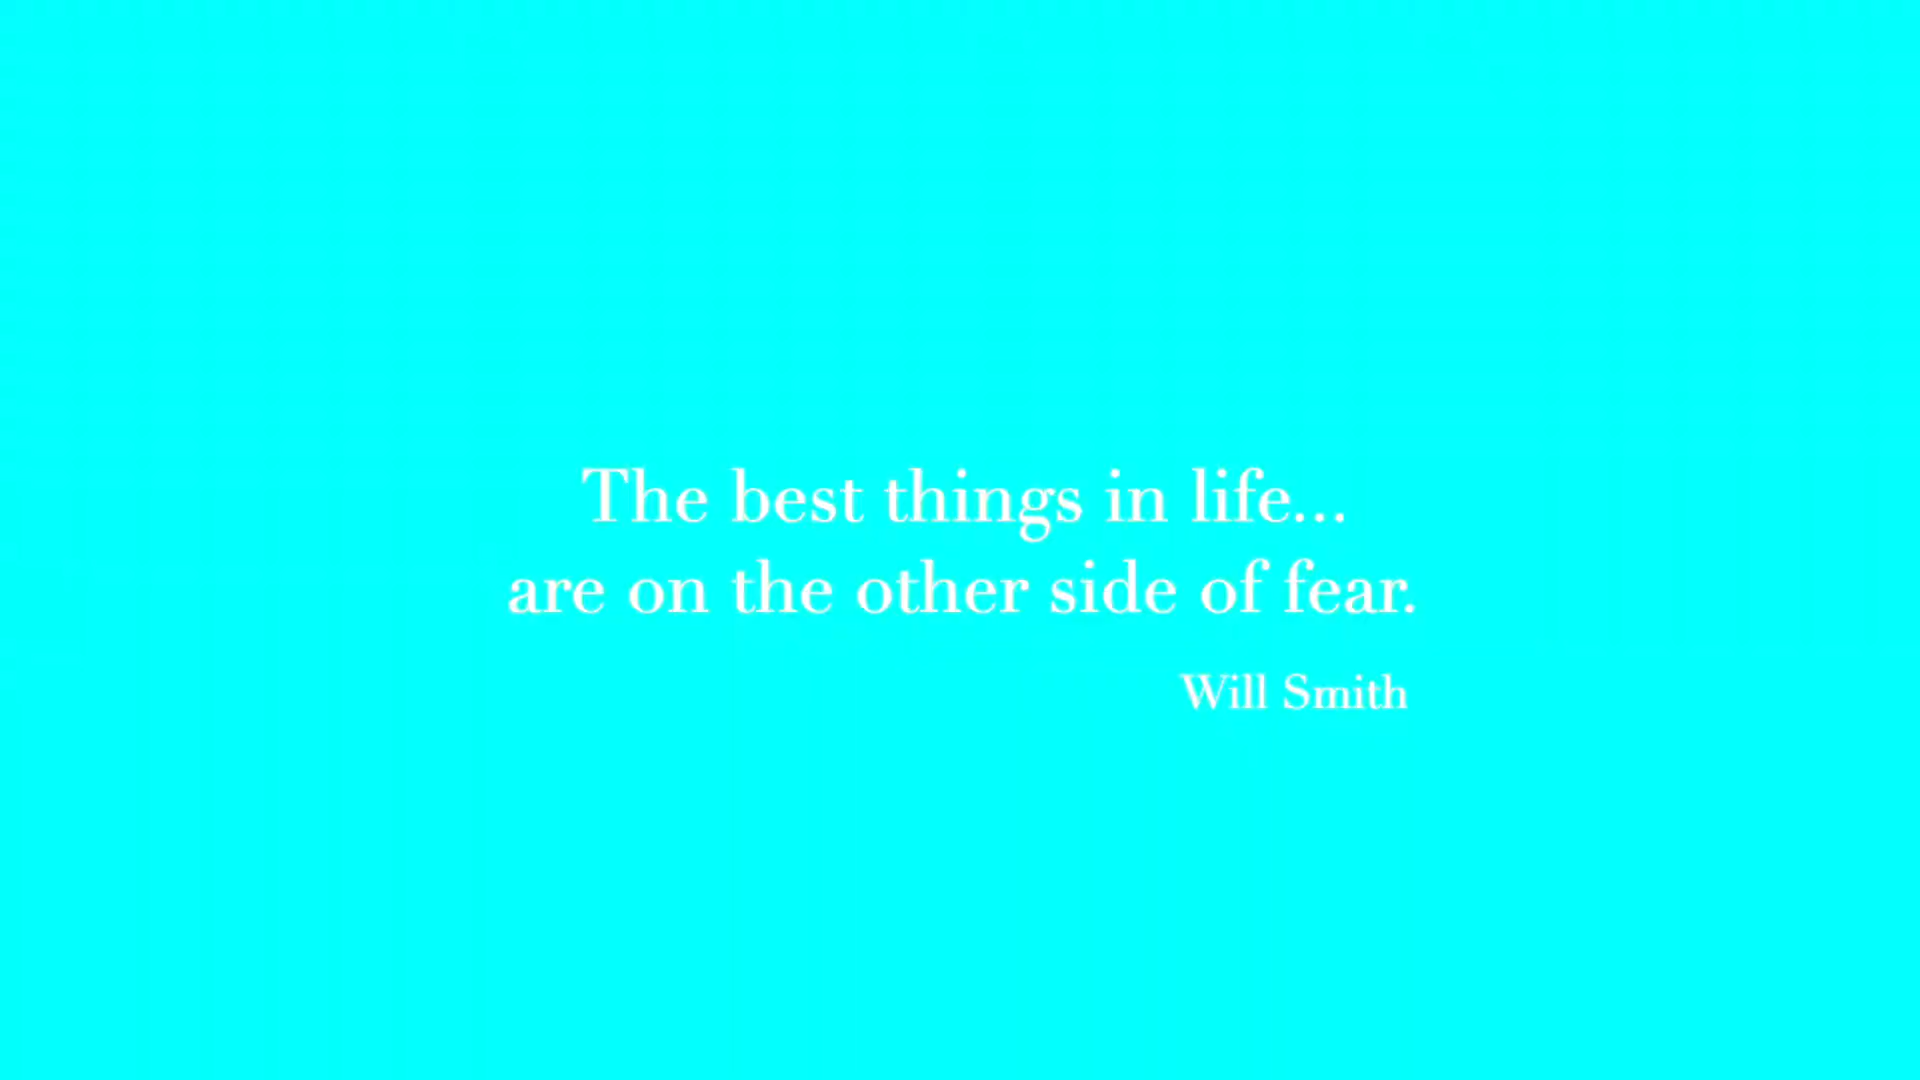 The best things in life...
are on the other side of fear.
Will Smith